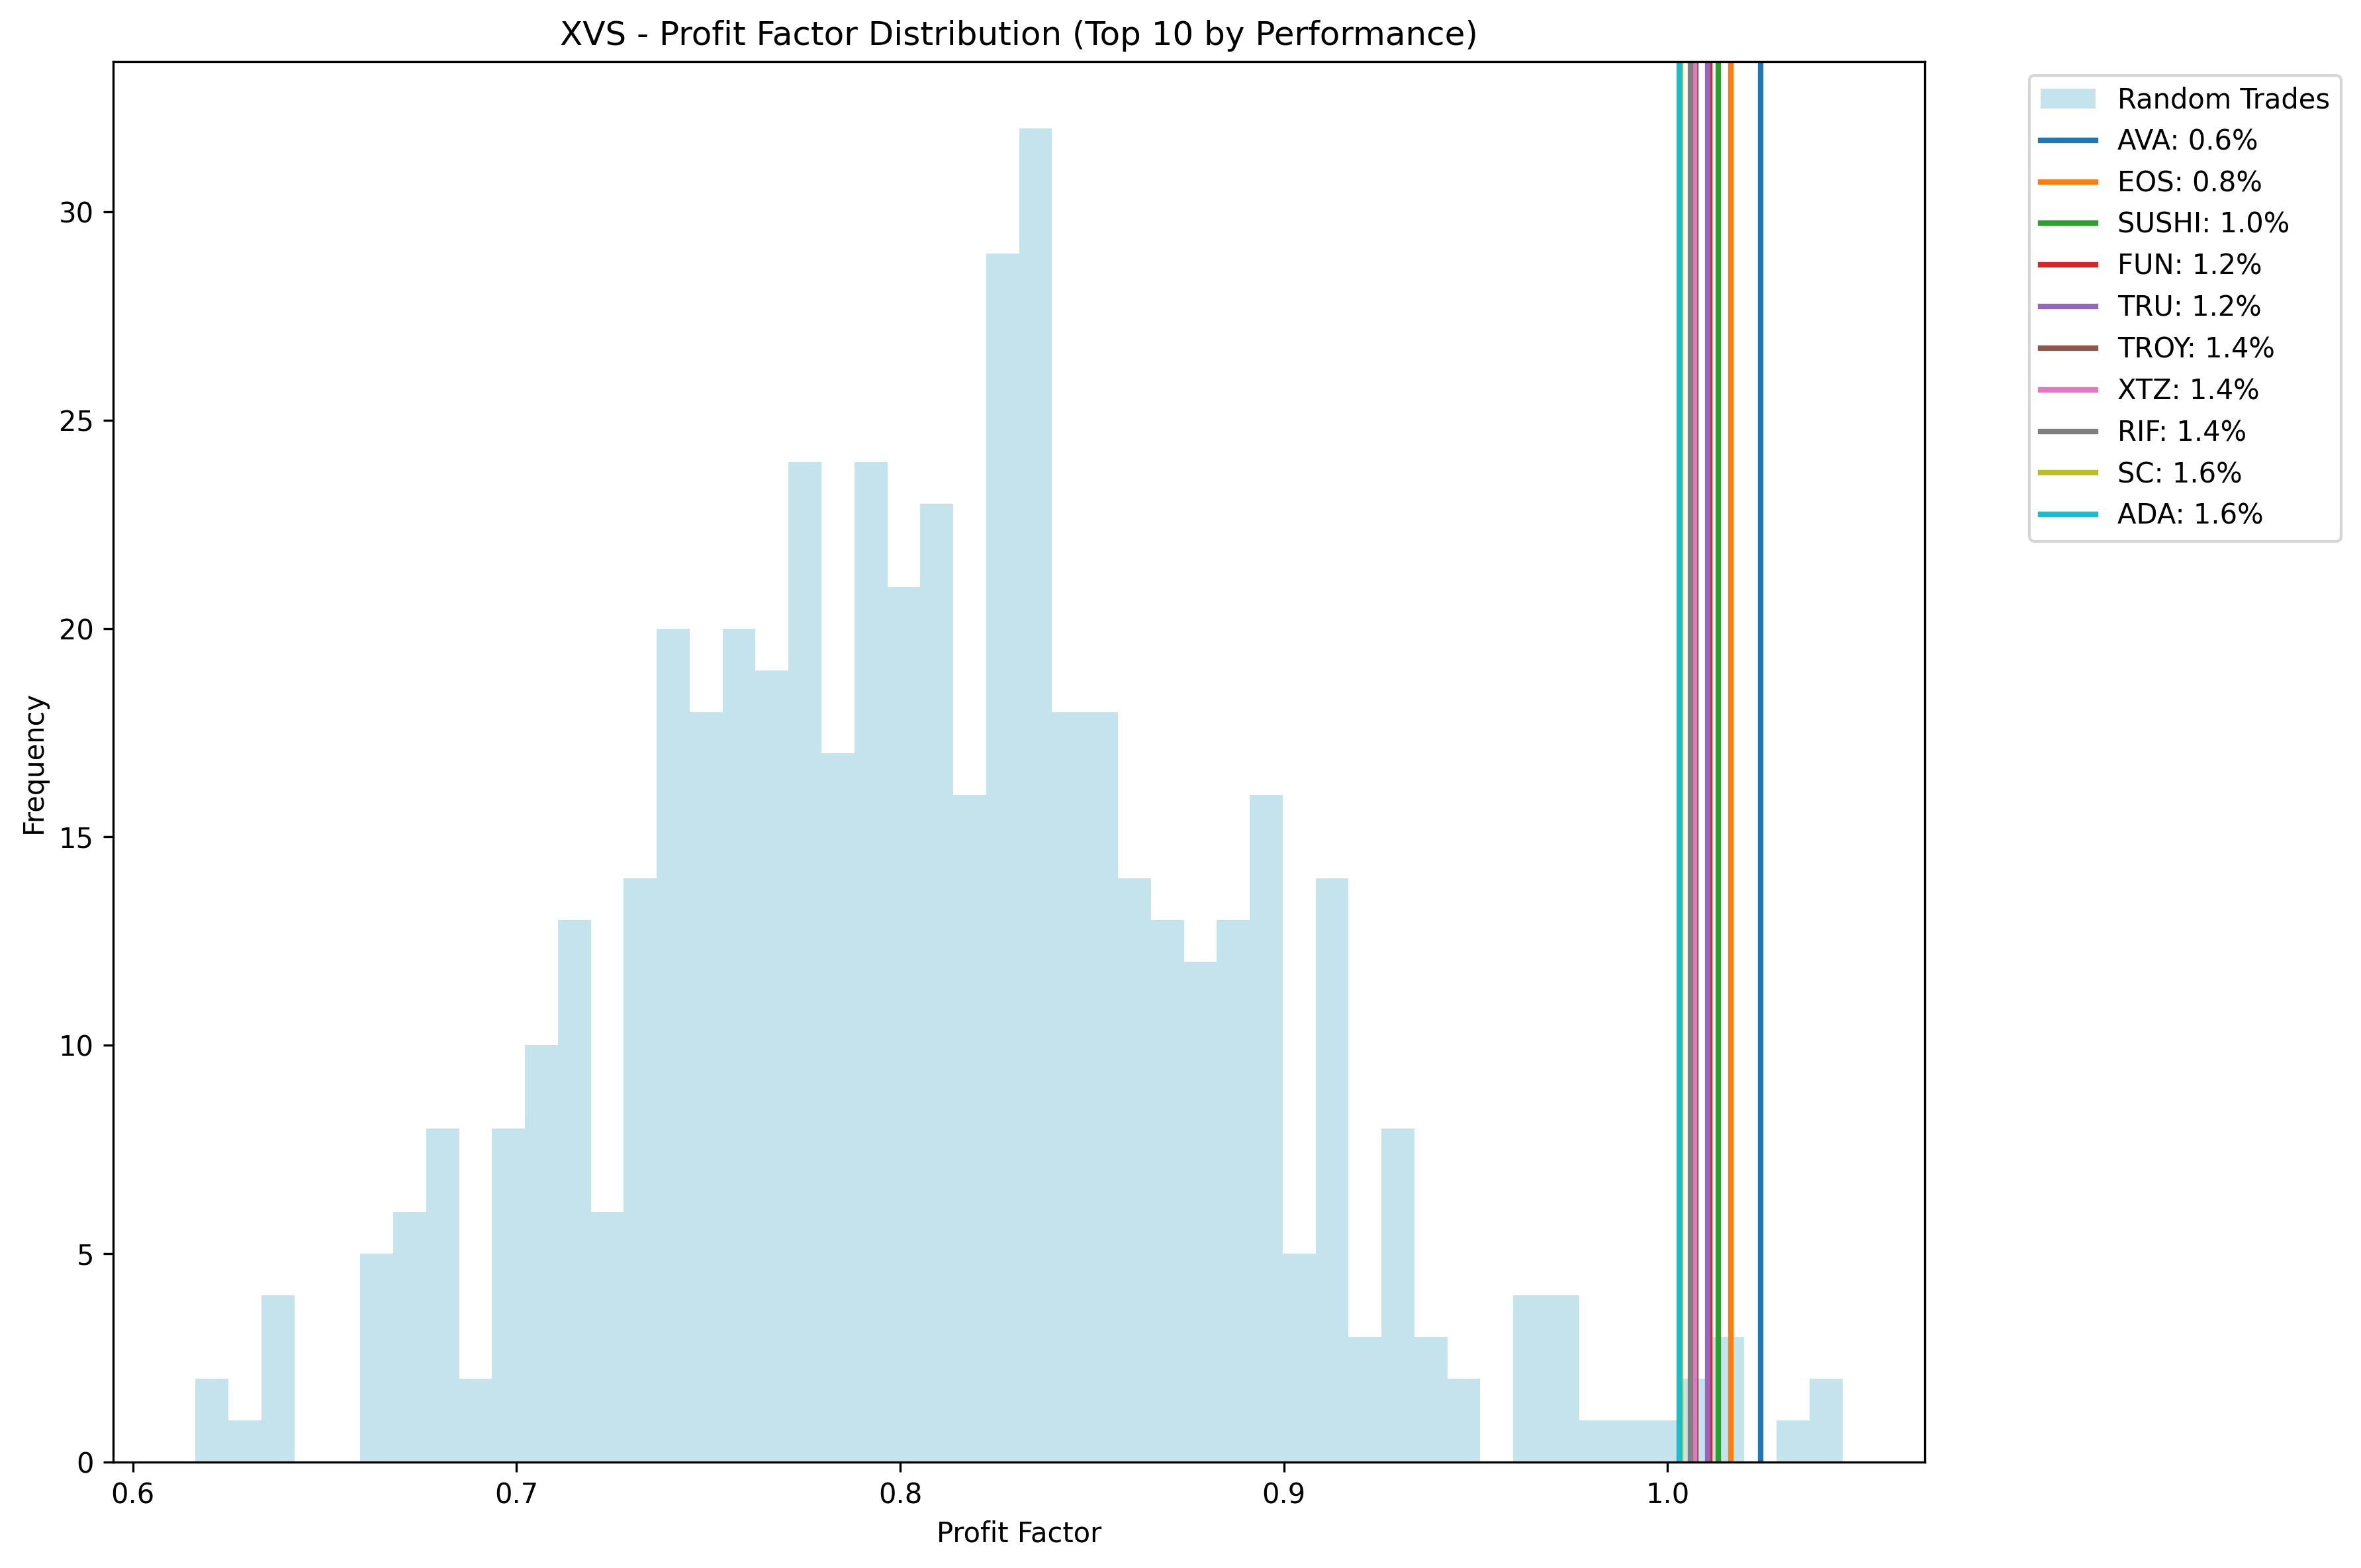 XVS - Profit Factor Distribution (Top 10 by Performance)
Random Trades
AVA: 0.6%
EOS: 0.8%
SUSHI: 1.0%
FUN: 1.2%
TRU: 1.2%
TROY: 1.4%
XTZ: 1.4%
RIF: 1.4%
SC: 1.6%
ADA: 1.6%
Frequency
30
25
20
15
10
5
0
0.6 0.7 0.8 0.9 1.0
Profit Factor